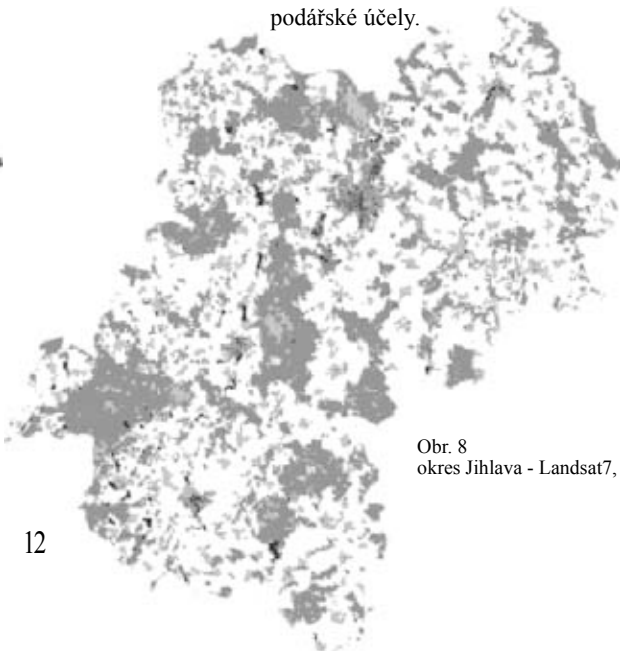 podářské účely.
Obr. 8
okres Jihlava - Landsat7,
12